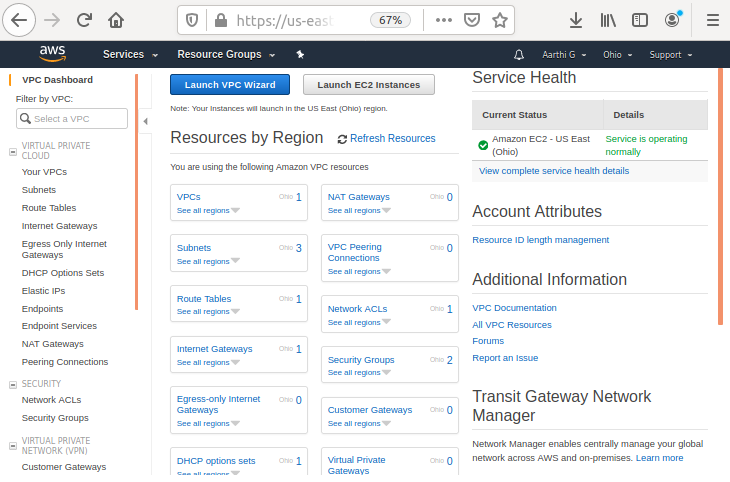 https://us-east
67%
aws
Services
Resource Groups
Aarthi G
Ohio
Support
VPC Dashboard
Filter by VPC:
Select a VPC
VIRTUAL PRIVATE
CLOUD
Your VPCs
Subnets
Route Tables
Internet Gateways
Egress Only Internet
Gateways
DHCP Options Sets
Elastic IPs
Endpoints
Endpoint Services
NAT Gateways
Peering Connections
SECURITY
Network ACLs
Security Groups
VIRTUAL PRIVATE
NETWORK (VPN)
Customer Gateways
Launch VPC Wizard
Launch EC2 Instances
Note: Your Instances will launch in the US East (Ohio) region.
Resources by Region
Refresh Resources
You are using the following Amazon VPC resources
VPCs Ohio 1
See all regions
NAT Gateways Ohio 0
See all regions
Subnets Ohio 3
See all regions
VPC Peering Ohio 0
Connections
See all regions
Route Tables Ohio 1
See all regions
Network ACLs Ohio 1
See all regions
Internet Gateways Ohio 1
See all regions
Security Groups Ohio 2
See all regions
Egress-only Internet Ohio 0
Gateways
See all regions
Customer Gateways Ohio 0
See all regions
DHCP options sets Ohio 1
See all regions
Virtual Private Ohio 0
Gateways
Service Health
Current Status Details
Amazon EC2 - US East
(Ohio)
Service is operating
normally
View complete service health details
Account Attributes
Resource ID length management
Additional Information
VPC Documentation
All VPC Resources
Forums
Report an Issue
Transit Gateway Network
Manager
Network Manager enables centrally manage your global
network across AWS and on-premises. Learn more